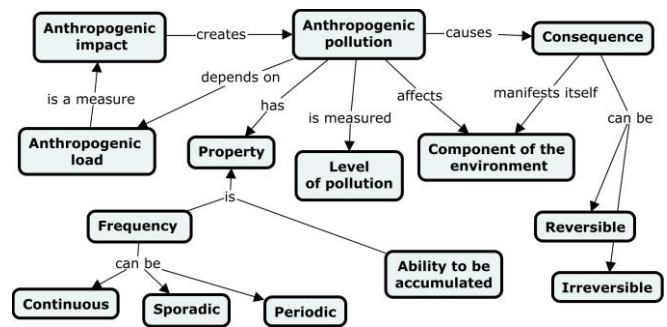 Anthropogenic
impact
creates
Anthropogenic
pollution
causes
Consequence
is a measure
depends on
has
is measured
affects
manifests itself
can be
Anthropogenic
load
Property
Level
of pollution
Component of the
environment
is
Frequency
Reversible
can be
Ability to be
accumulated
Irreversible
Continuous
Sporadic
Periodic